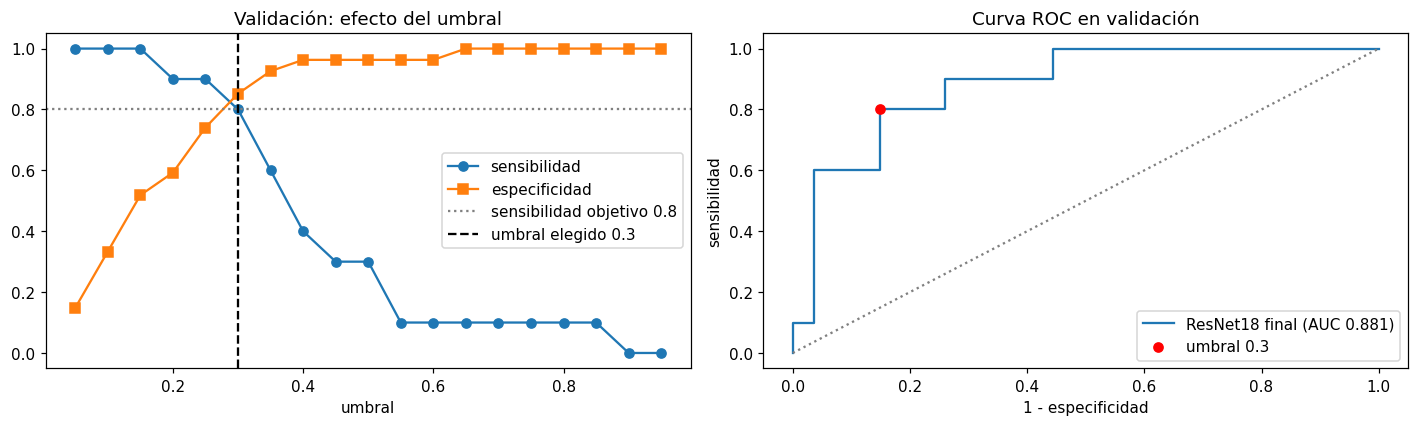 Validación: efecto del umbral
1.0
0.8
0.6
0.4
0.2
0.0
sensibilidad
especificidad
sensibilidad objetivo 0.8
umbral elegido 0.3
0.2 0.4 0.6 0.8
umbral
Curva ROC en validación
sensibilidad
1.0
0.8
0.6
0.4
0.2
0.0
ResNet18 final (AUC 0.881)
umbral 0.3
0.0 0.2 0.4 0.6 0.8 1.0
1 - especificidad